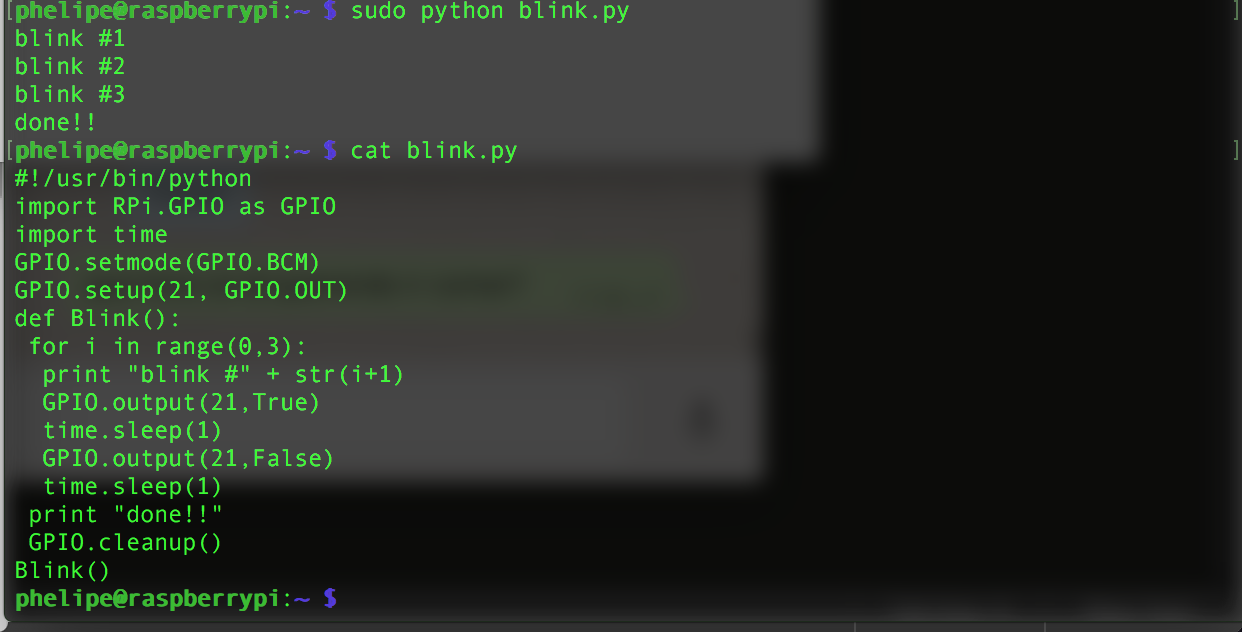 [phelipe@raspberrypi:~ $ sudo python blink.py ]
blink #1
blink #2
blink #3
done!!
[phelipe@raspberrypi:~ $ cat blink.py ]
#!/usr/bin/python
import RPi.GPIO as GPIO
import time
GPIO.setmode(GPIO.BCM)
GPIO.setup(21, GPIO.OUT)
def Blink():
 for i in range(0,3):
  print "blink #" + str(i+1)
  GPIO.output(21,True)
  time.sleep(1)
  GPIO.output(21,False)
  time.sleep(1)
 print "done!!"
 GPIO.cleanup()
Blink()
phelipe@raspberrypi:~ $